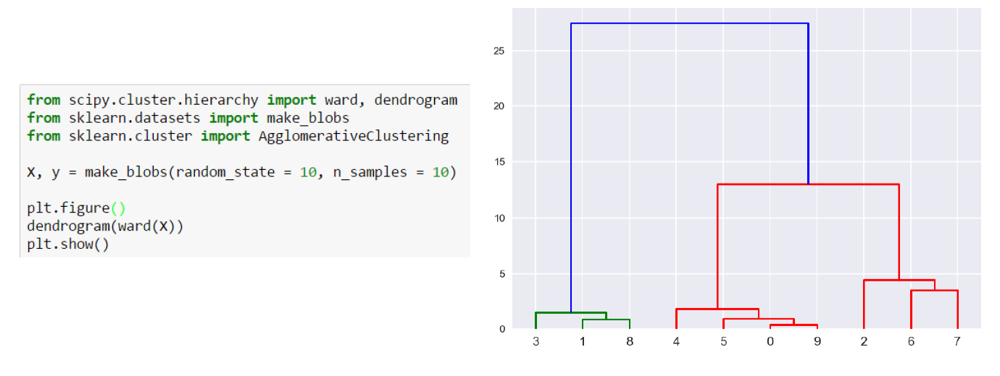 from scipy.cluster.hierarchy import ward, dendrogram
from sklearn.datasets import make_blobs
from sklearn.cluster import AgglomerativeClustering
X, y = make_blobs(random_state = 10, n_samples = 10)
plt.figure()
dendrogram(ward(X))
plt.show()
25
20
15
10
5
0
3 1 8 4 5 0 9 2 6 7